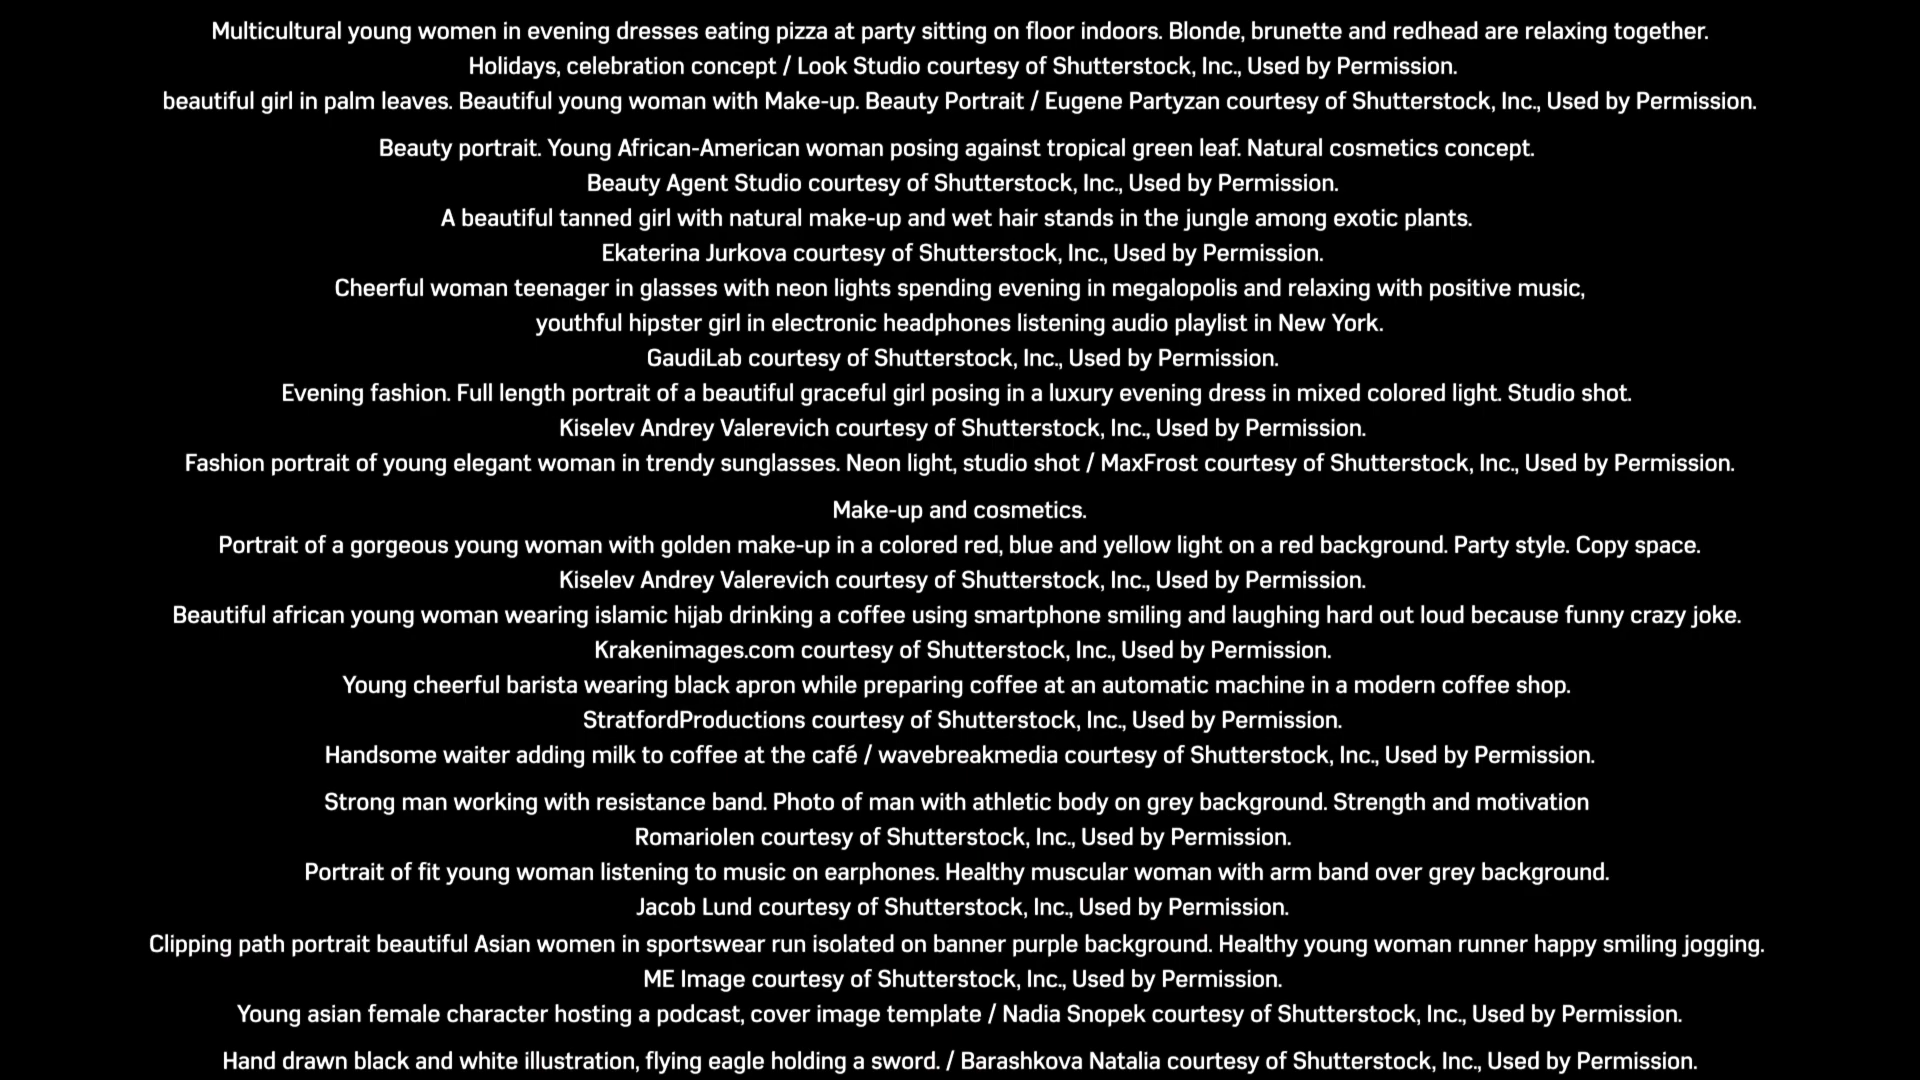 Multicultural young women in evening dresses eating pizza at party sitting on floor indoors. Blonde, brunette and redhead are relaxing together.
Holidays, celebration concept / Look Studio courtesy of Shutterstock, Inc., Used by Permission.
beautiful girl in palm leaves. Beautiful young woman with Make-up. Beauty Portrait / Eugene Partyzan courtesy of Shutterstock, Inc., Used by Permission.
Beauty portrait. Young African-American woman posing against tropical green leaf. Natural cosmetics concept.
Beauty Agent Studio courtesy of Shutterstock, Inc., Used by Permission.
A beautiful tanned girl with natural make-up and wet hair stands in the jungle among exotic plants.
Ekaterina Jurkova courtesy of Shutterstock, Inc., Used by Permission.
Cheerful woman teenager in glasses with neon lights spending evening in megalopolis and relaxing with positive music,
youthful hipster girl in electronic headphones listening audio playlist in New York.
GaudiLab courtesy of Shutterstock, Inc., Used by Permission.
Evening fashion. Full length portrait of a beautiful graceful girl posing in a luxury evening dress in mixed colored light. Studio shot.
Kiselev Andrey Valerevich courtesy of Shutterstock, Inc., Used by Permission.
Fashion portrait of young elegant woman in trendy sunglasses. Neon light, studio shot / MaxFrost courtesy of Shutterstock, Inc., Used by Permission.
Make-up and cosmetics.
Portrait of a gorgeous young woman with golden make-up in a colored red, blue and yellow light on a red background. Party style. Copy space.
Kiselev Andrey Valerevich courtesy of Shutterstock, Inc., Used by Permission.
Beautiful african young woman wearing islamic hijab drinking a coffee using smartphone smiling and laughing hard out loud because funny crazy joke.
Krakenimages.com courtesy of Shutterstock, Inc., Used by Permission.
Young cheerful barista wearing black apron while preparing coffee at an automatic machine in a modern coffee shop.
StratfordProductions courtesy of Shutterstock, Inc., Used by Permission.
Handsome waiter adding milk to coffee at the café / wavebreakmedia courtesy of Shutterstock, Inc., Used by Permission.
Strong man working with resistance band. Photo of man with athletic body on grey background. Strength and motivation
Romariolen courtesy of Shutterstock, Inc., Used by Permission.
Portrait of fit young woman listening to music on earphones. Healthy muscular woman with arm band over grey background.
Jacob Lund courtesy of Shutterstock, Inc., Used by Permission.
Clipping path portrait beautiful Asian women in sportswear run isolated on banner purple background. Healthy young woman runner happy smiling jogging.
ME Image courtesy of Shutterstock, Inc., Used by Permission.
Young asian female character hosting a podcast, cover image template / Nadia Snopek courtesy of Shutterstock, Inc., Used by Permission.
Hand drawn black and white illustration, flying eagle holding a sword. / Barashkova Natalia courtesy of Shutterstock, Inc., Used by Permission.